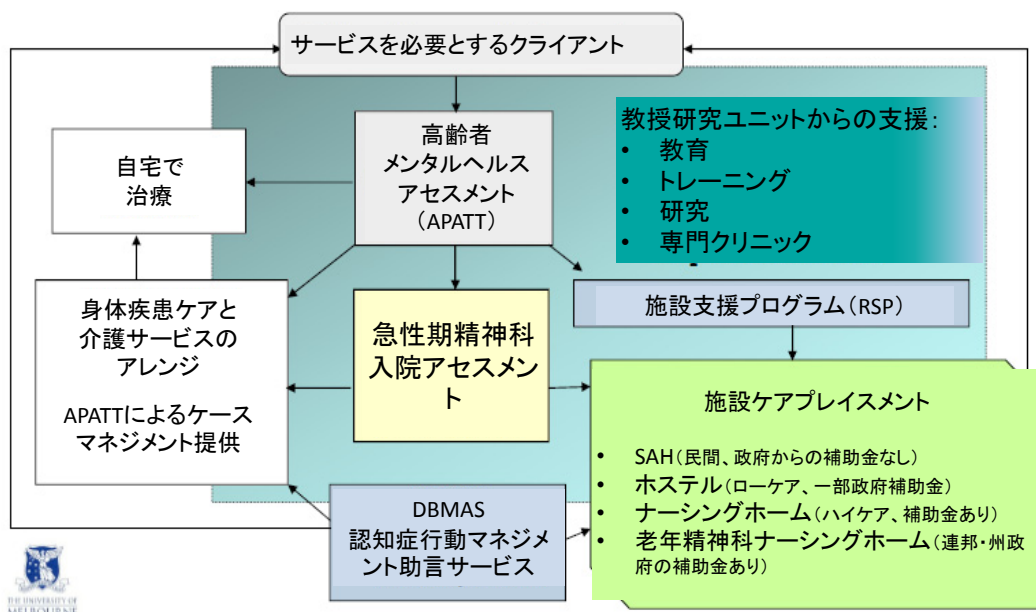 サービスを必要とするクライアント
高齢者
メンタルヘルス
アセスメント
（APATT）
教授研究ユニットからの支援：
• 教育
• トレーニング
• 研究
• 専門クリニック
自宅で
治療
身体疾患ケアと
介護サービスの
アレンジ
APATTによるケース
マネジメント提供
急性期精神科
入院アセスメン
ト
施設支援プログラム（RSP）
施設ケアプレイスメント
• SAH（民間、政府からの補助金なし）
• ホステル（ローケア、一部政府補助金）
• ナーシングホーム（ハイケア、補助金あり）
• 老年精神科ナーシングホーム（連邦・州政
府の補助金あり）
DBMAS
認知症行動マネジメ
ント助言サービス
THE UNIVERSITY OF
MELBOURNE